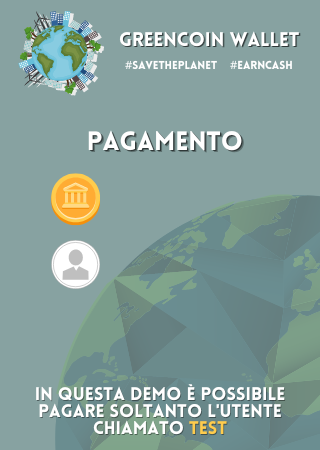 GREENCOIN WALLET
#SAVETHEPLANET #EARNCASH
PAGAMENTO
IN QUESTA DEMO È POSSIBILE
PAGARE SOLTANTO L'UTENTE
CHIAMATO TEST